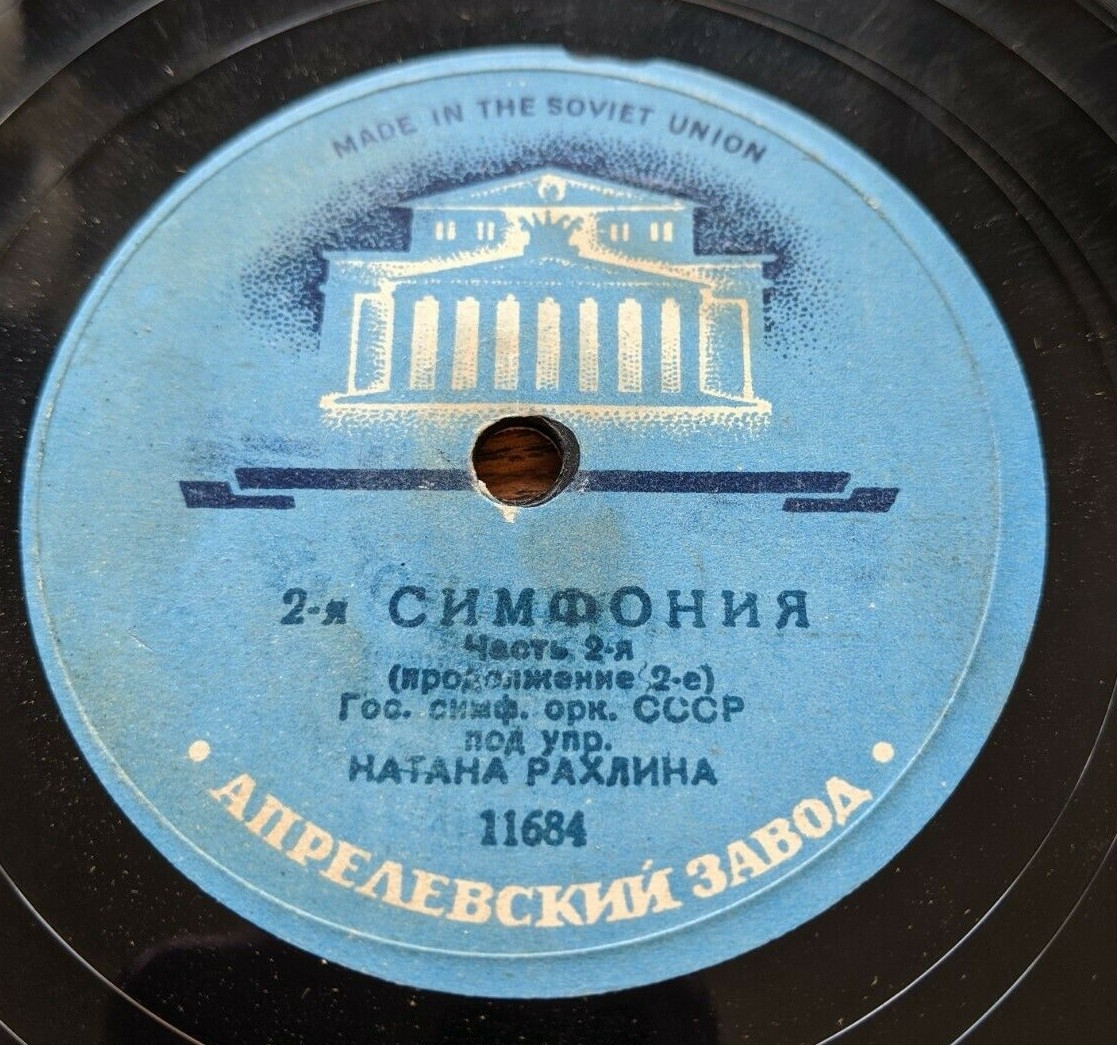 MADE IN THE SOVIET UNION
2-я СИМФОНИЯ
Часть 2-я
(продолжение 2-е)
Гос. симф. орк. СССР
под упр.
НАТАНА РАХЛИНА
11684
• АПРЕЛЕВСКИЙ ЗАВОД •